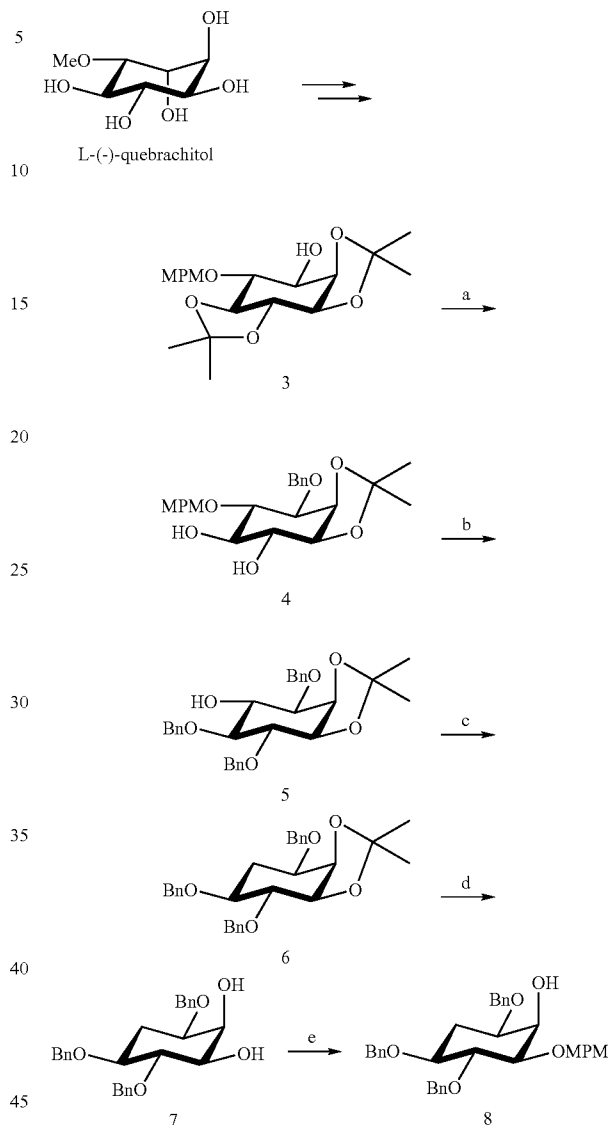 5
OH
MeO
HO
OH
HO
OH
L-(-)-quebrachitol
10
O
HO
MPMO
O
O
15
a
O
3
20
O
BnO
MPMO
HO
O
b
HO
25
4
O
30
BnO
HO
O
c
BnO
BnO
5
35
O
BnO
O
d
BnO
BnO
6
40
OH
OH
BnO
BnO
e
BnO
OH
BnO
OMPM
BnO
BnO
45
7
8